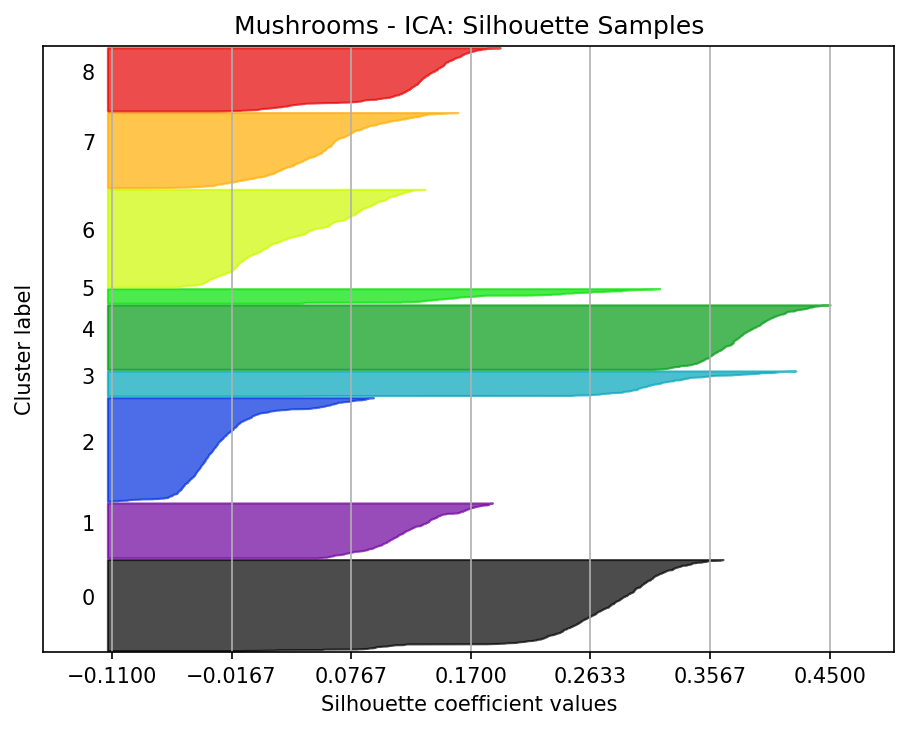 Mushrooms - ICA: Silhouette Samples
8
7
6
5
4
3
2
1
0
Cluster label
−0.1100 −0.0167 0.0767 0.1700 0.2633 0.3567 0.4500
Silhouette coefficient values